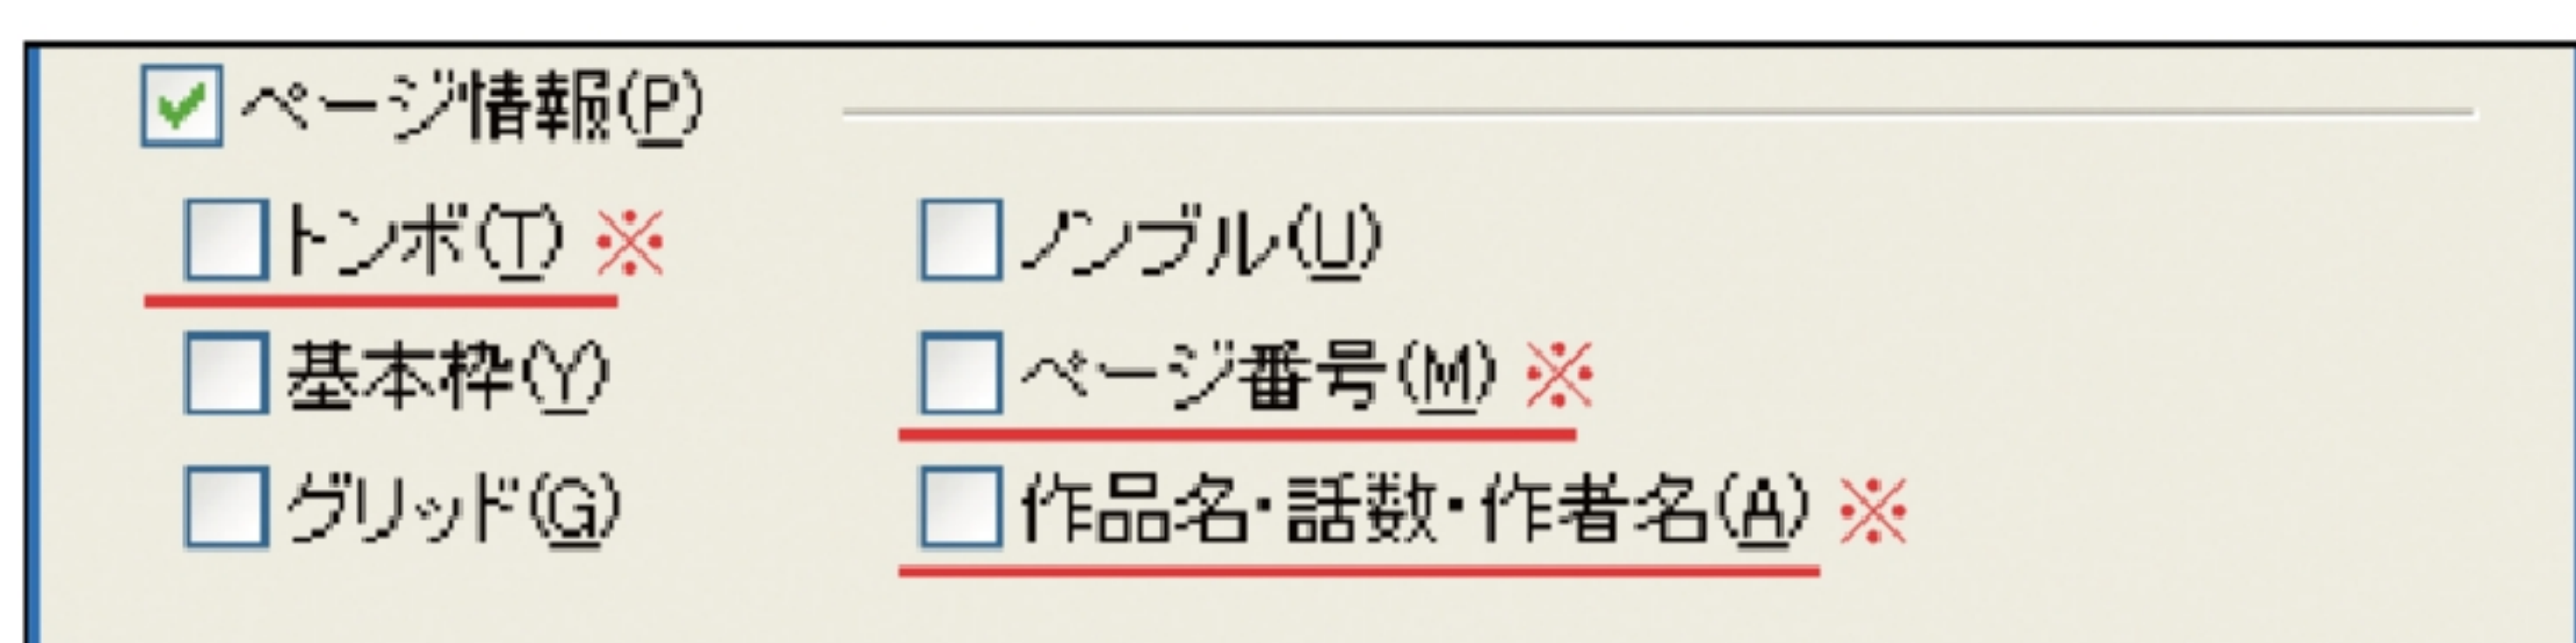 ページ情報(P)
トンボ(T) ※ ノンブル(U)
基本枠(Y) ページ番号(M) ※
グリッド(G) 作品名・話数・作者名(A) ※